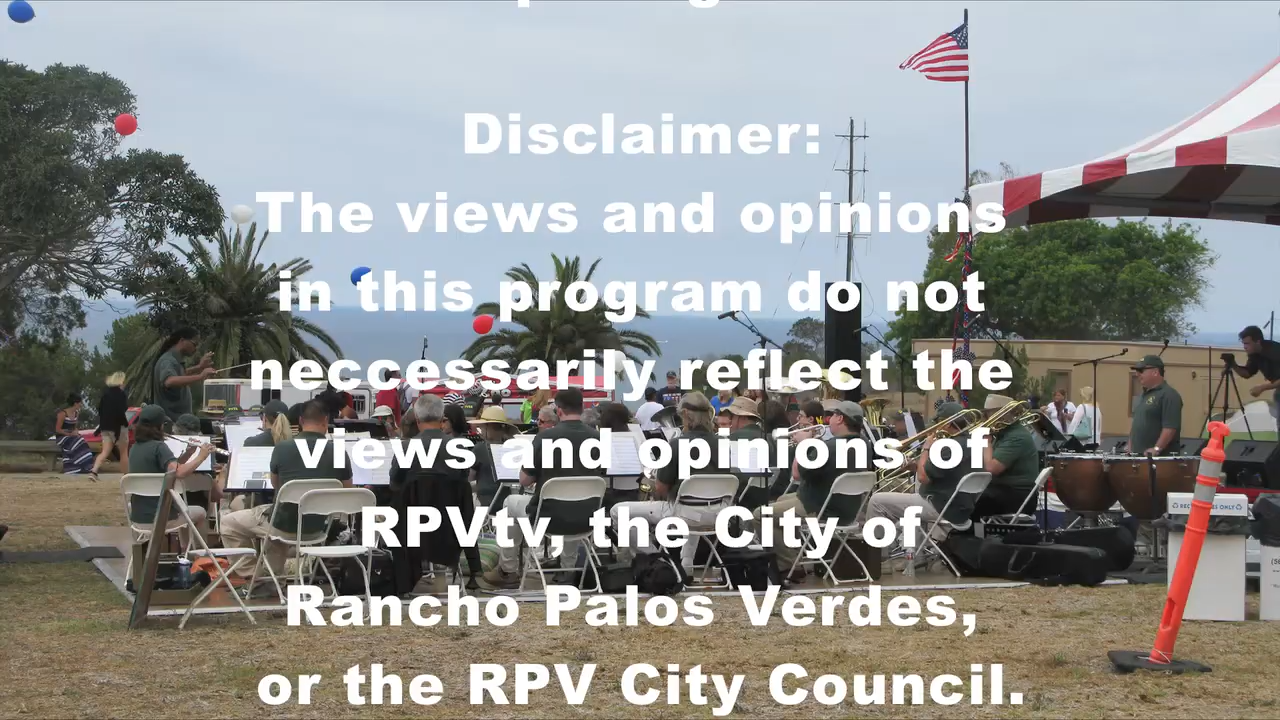 Disclaimer:
The views and opinions
in this program do not
neccessarily reflect the
views and opinions of
RPVtv, the City of
Rancho Palos Verdes,
or the RPV City Council.